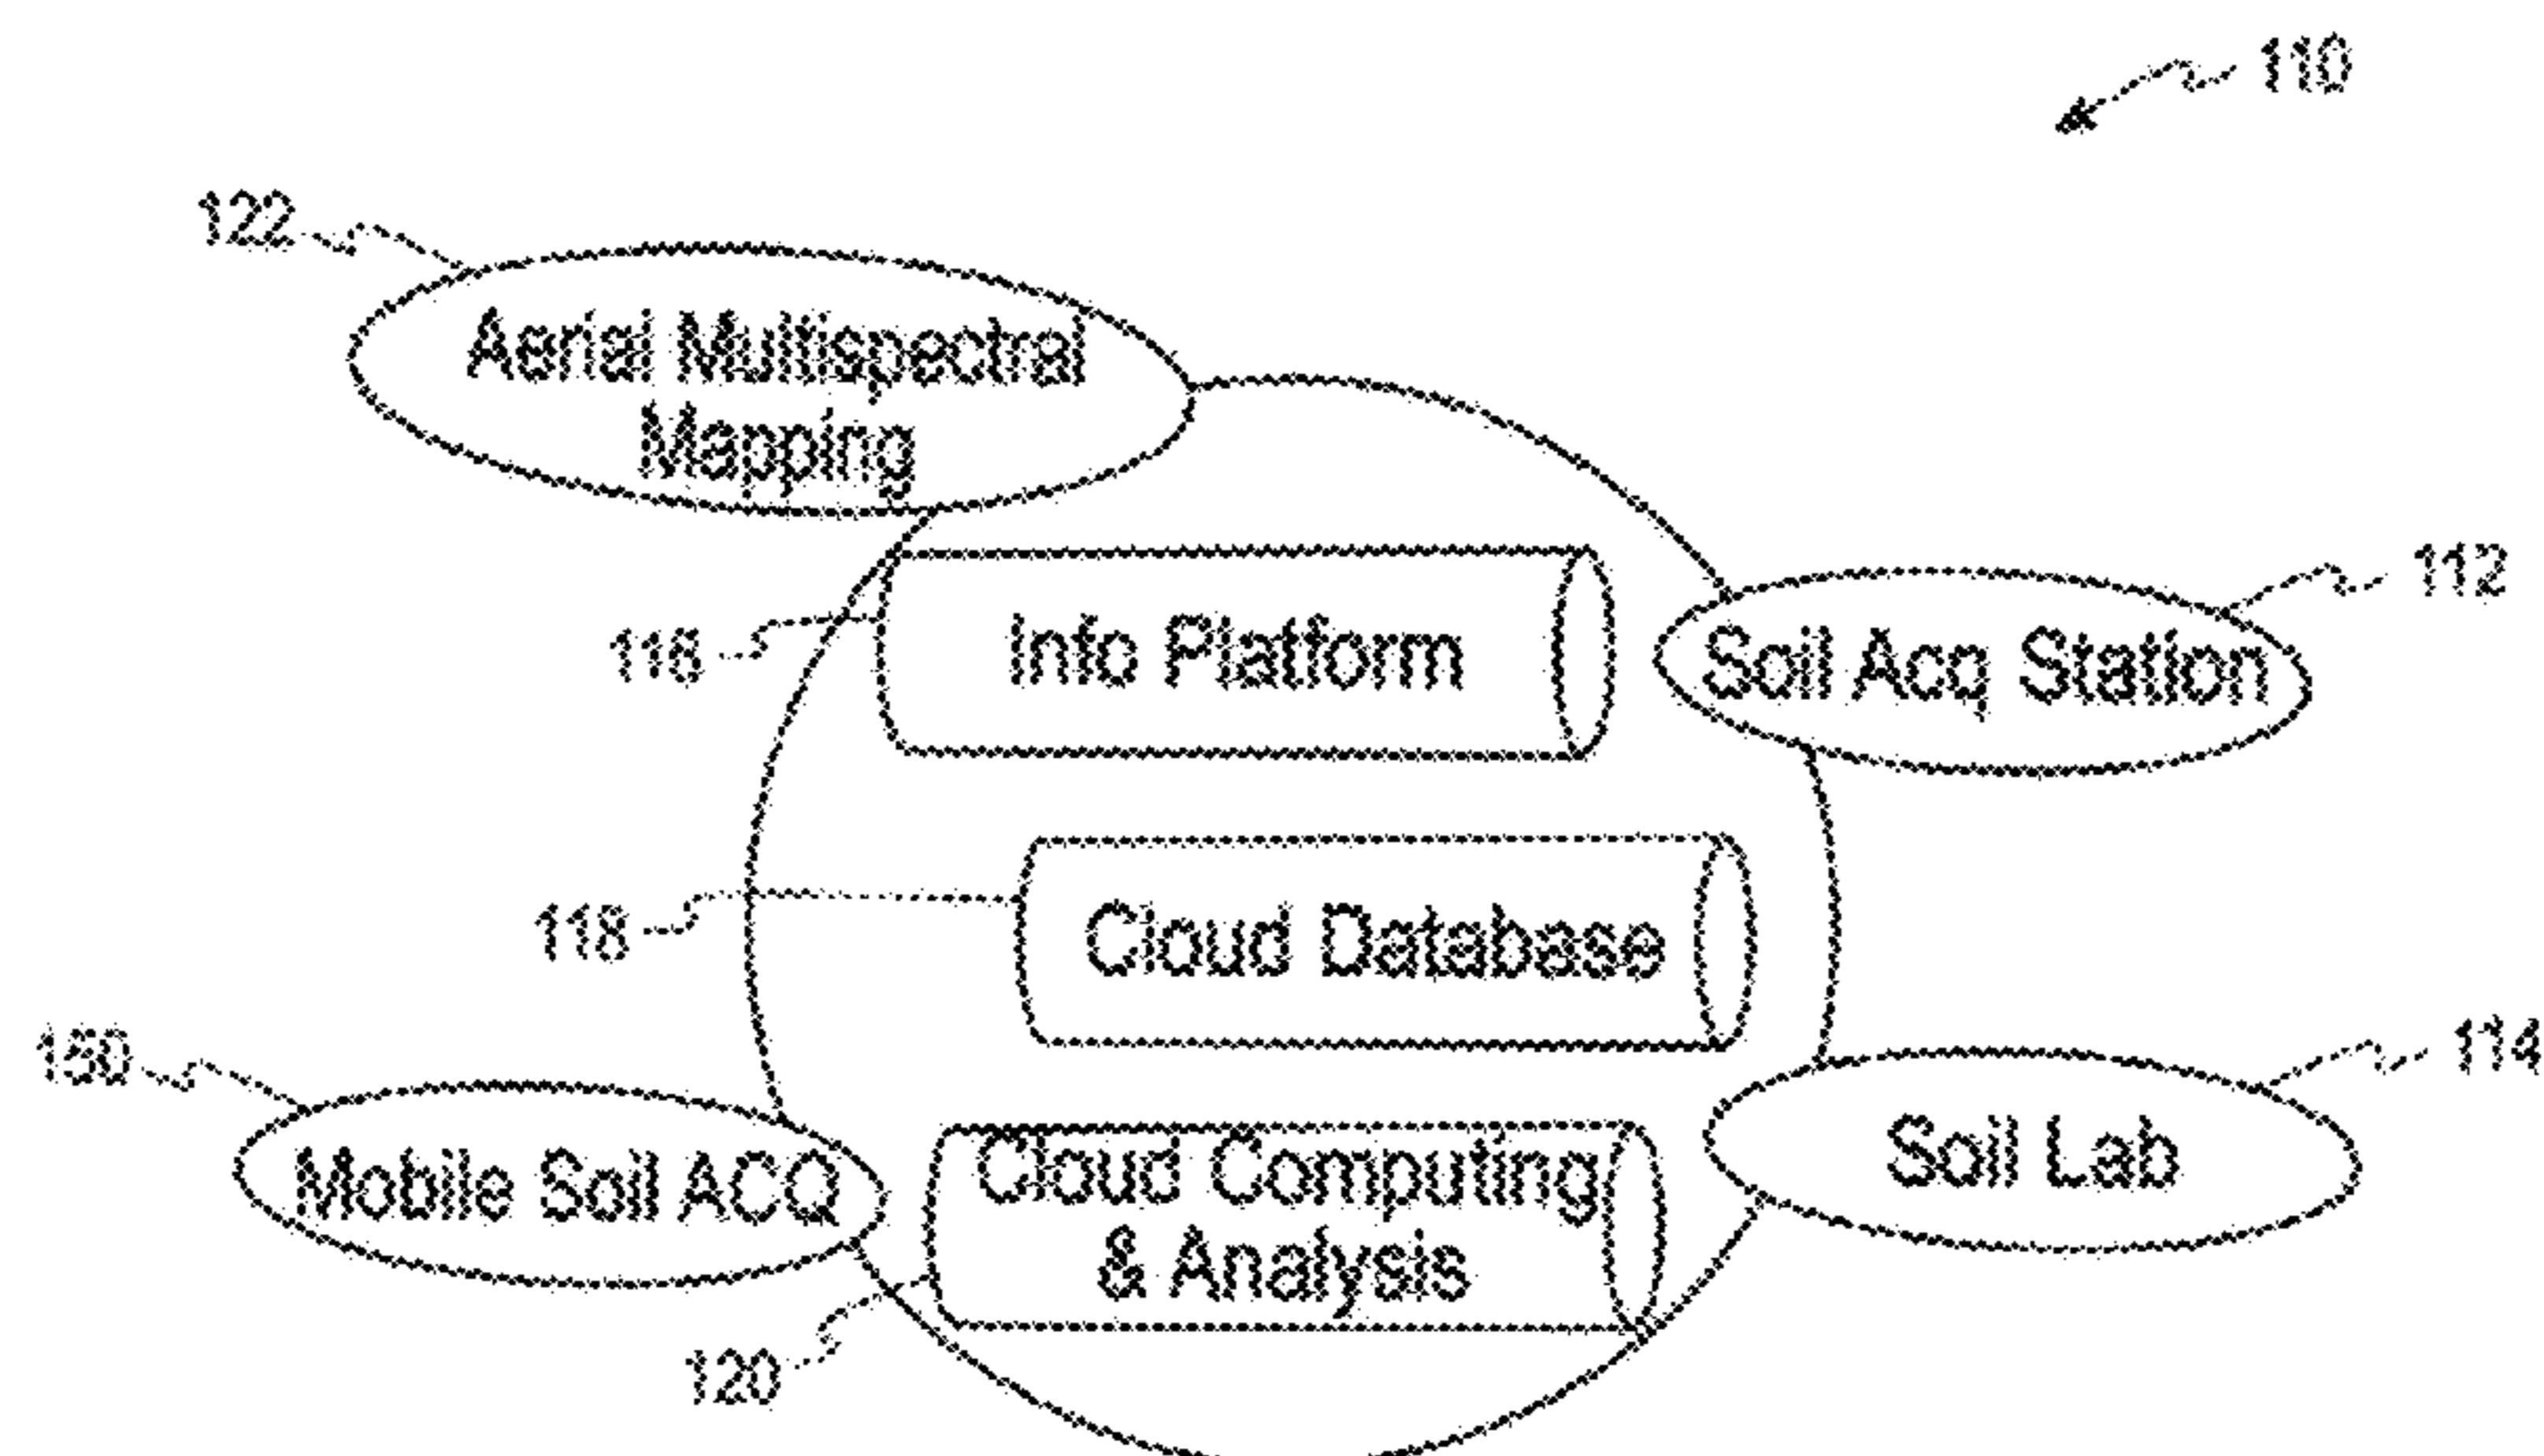 110
122
Aerial Multispectral
Mapping
112
116
Info Platform
Soil Acq Station
118
Cloud Database
114
Mobile Soil ACQ
Cloud Computing
& Analysis
Soil Lab
120